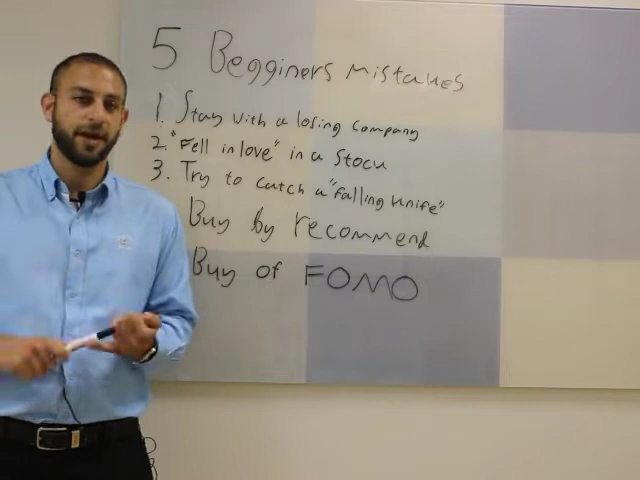 5 Begginers Mistakes
1. Stay with a losing company
2. "Fell in love" in a Stock
3. Try to catch a "falling knife"
Buy by recommend
Buy of FOMO